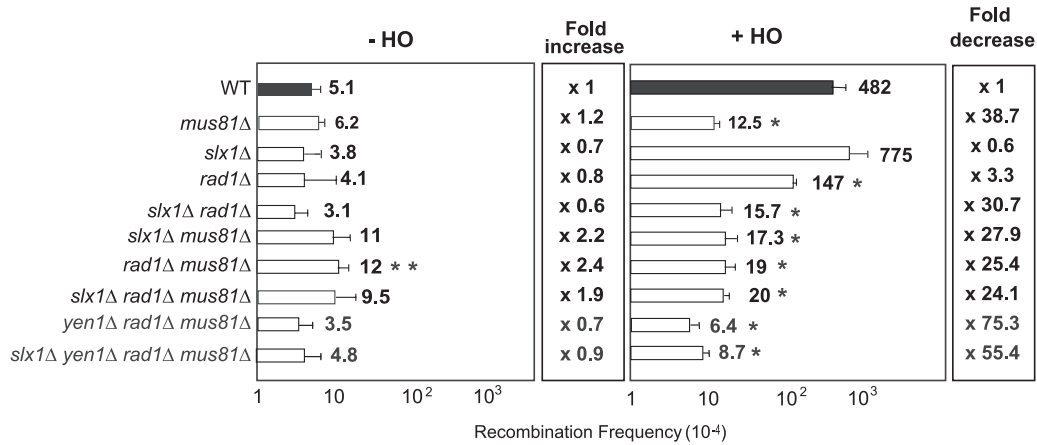 - HO Fold increase + HO Fold decrease
WT 5.1 x 1 482 x 1
mus81Δ 6.2 x 1.2 12.5 * x 38.7
slx1Δ 3.8 x 0.7 775 x 0.6
rad1Δ 4.1 x 0.8 147 * x 3.3
slx1Δ rad1Δ 3.1 x 0.6 15.7 * x 30.7
slx1Δ mus81Δ 11 x 2.2 17.3 * x 27.9
rad1Δ mus81Δ 12 * * x 2.4 19 * x 25.4
slx1Δ rad1Δ mus81Δ 9.5 x 1.9 20 * x 24.1
yen1Δ rad1Δ mus81Δ 3.5 x 0.7 6.4 * x 75.3
slx1Δ yen1Δ rad1Δ mus81Δ 4.8 x 0.9 8.7 * x 55.4
1 10 10² 10³ 1 10 10² 10³
Recombination Frequency (10⁻⁴)